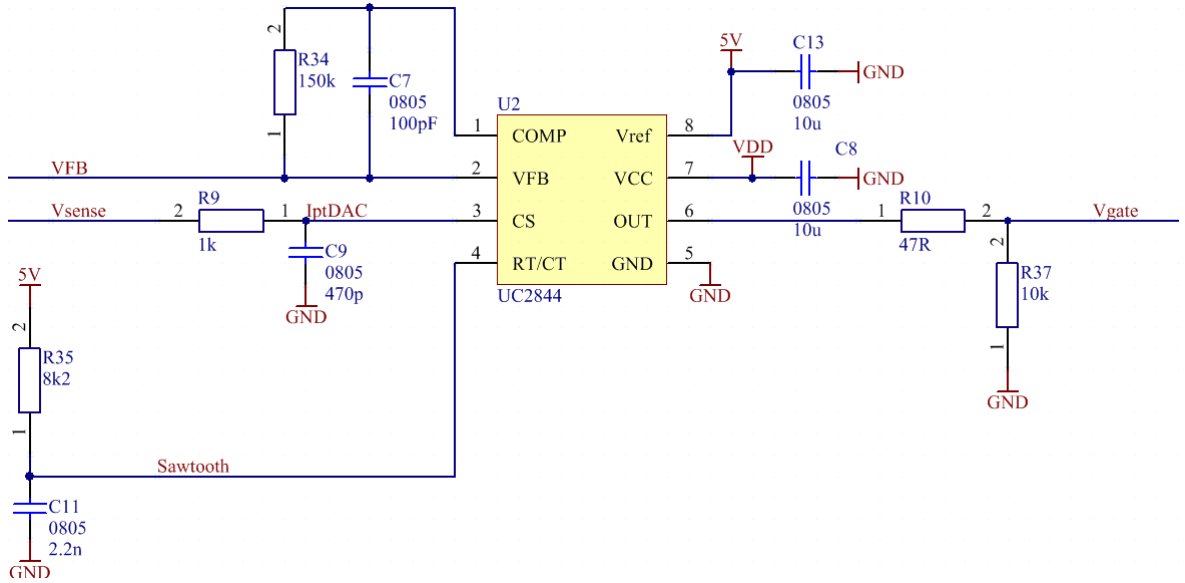 2
R34
150k
1
C7
0805
100pF
5V
C13
0805
10u
GND
U2
1
COMP
Vref
8
VDD
C8
VFB
2
VFB
VCC
7
0805
10u
GND
Vsense
2
R9
1
1k
IptDAC
3
CS
OUT
6
1
R10
2
47R
Vgate
C9
0805
470p
GND
4
RT/CT
GND
5
GND
UC2844
2
R37
10k
1
GND
5V
2
R35
8k2
1
Sawtooth
C11
0805
2.2n
GND